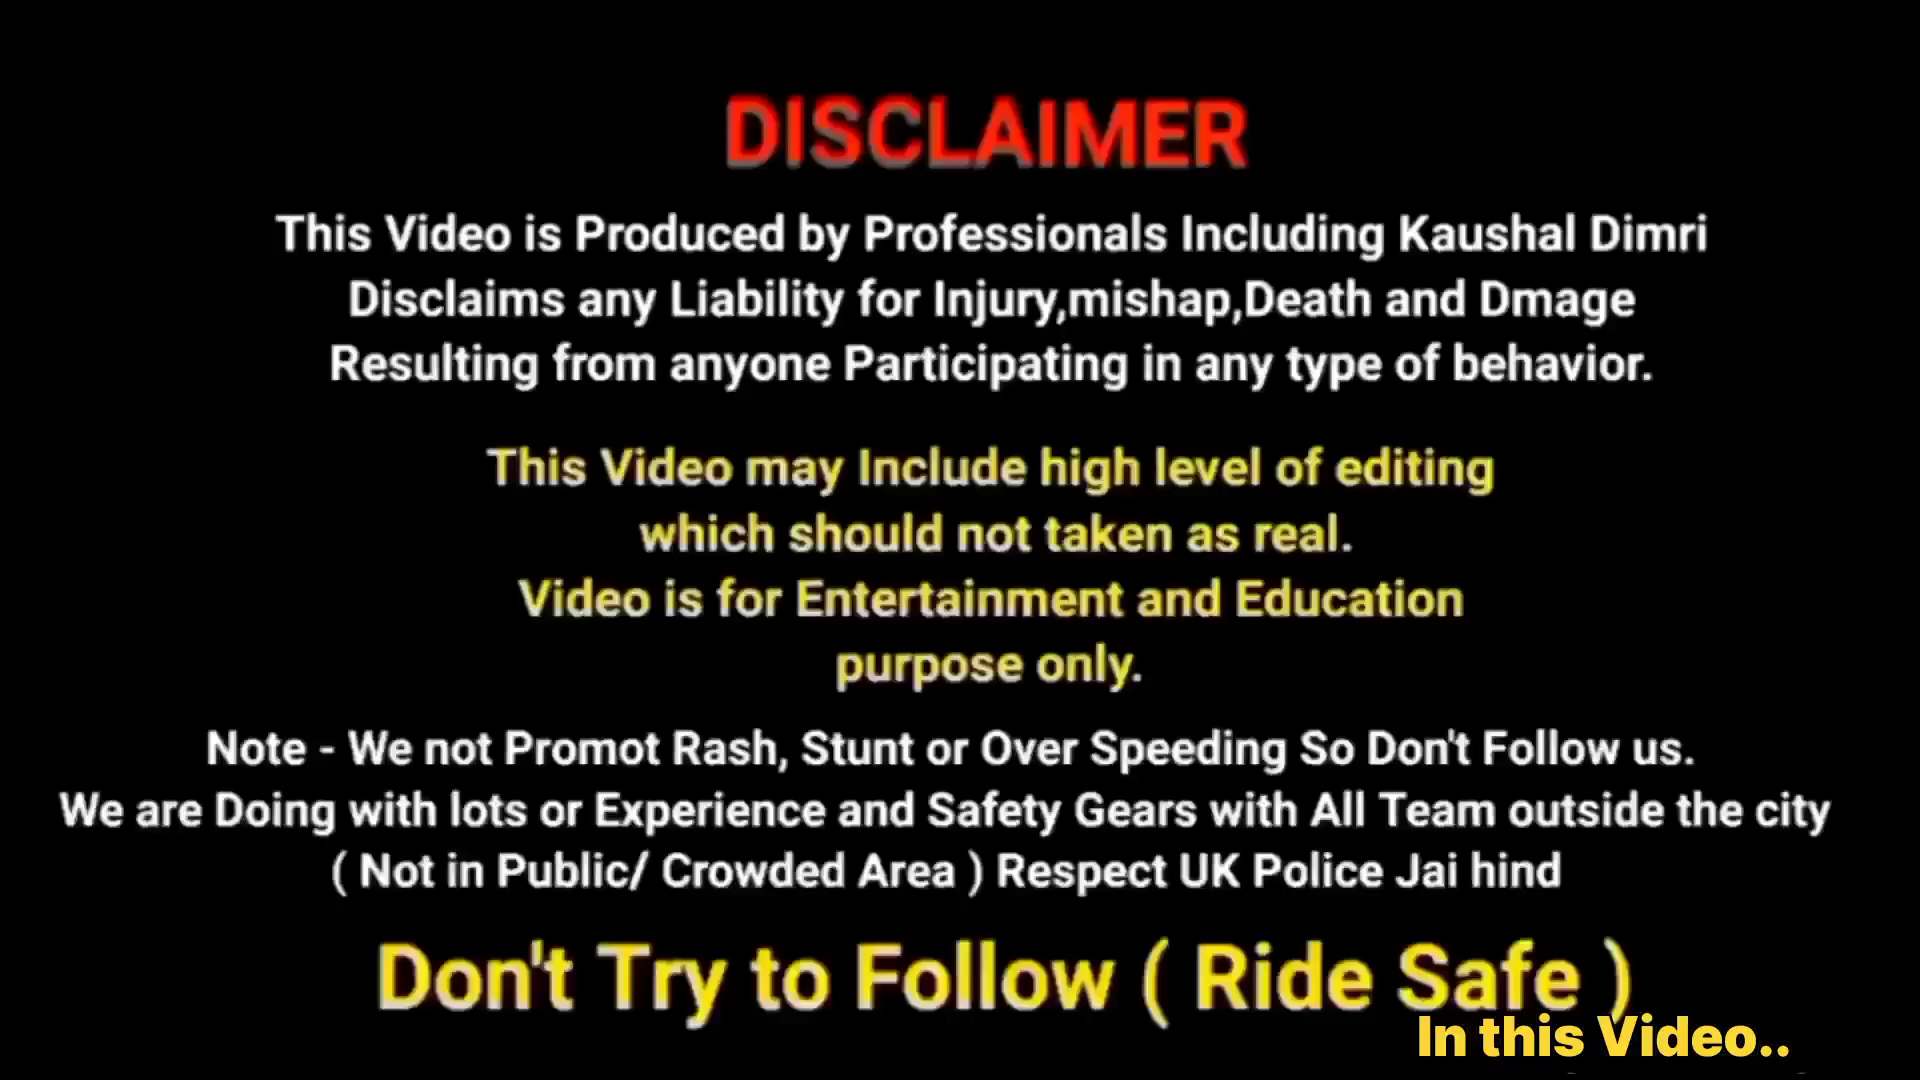 DISCLAIMER
This Video is Produced by Professionals Including Kaushal Dimri
Disclaims any Liability for Injury,mishap,Death and Dmage
Resulting from anyone Participating in any type of behavior.
This Video may Include high level of editing
which should not taken as real.
Video is for Entertainment and Education
purpose only.
Note - We not Promot Rash, Stunt or Over Speeding So Don't Follow us.
We are Doing with lots or Experience and Safety Gears with All Team outside the city
( Not in Public/ Crowded Area ) Respect UK Police Jai hind
Don't Try to Follow ( Ride Safe )
In this Video..